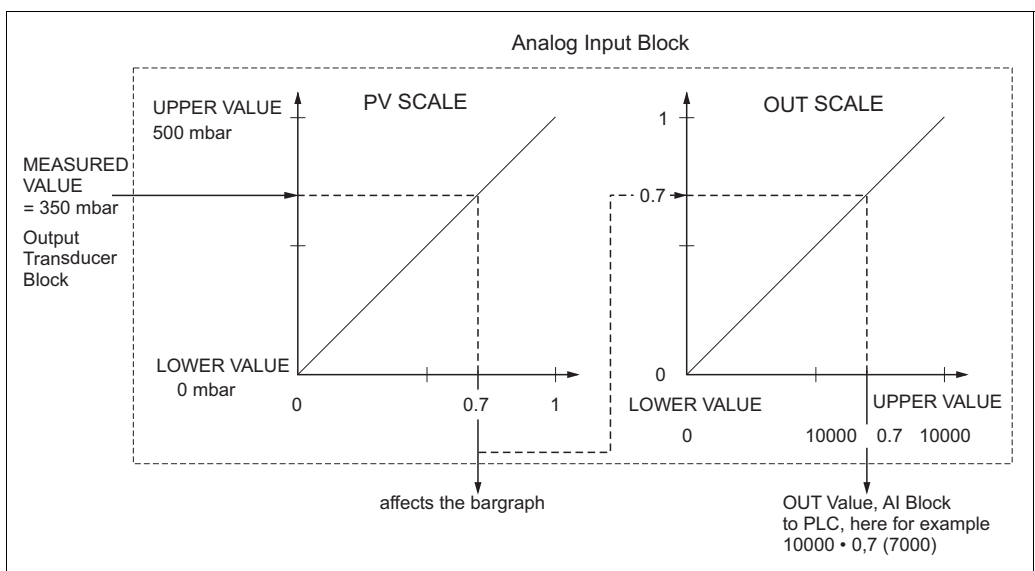 Analog Input Block
UPPER VALUE
500 mbar
PV SCALE
OUT SCALE
1
MEASURED
VALUE
= 350 mbar
0.7
Output
Transducer
Block
LOWER VALUE
0 mbar
0
0
0.7
1
LOWER VALUE
UPPER VALUE
0
10000
0.7
10000
affects the bargraph
OUT Value, AI Block
to PLC, here for example
10000 • 0,7 (7000)